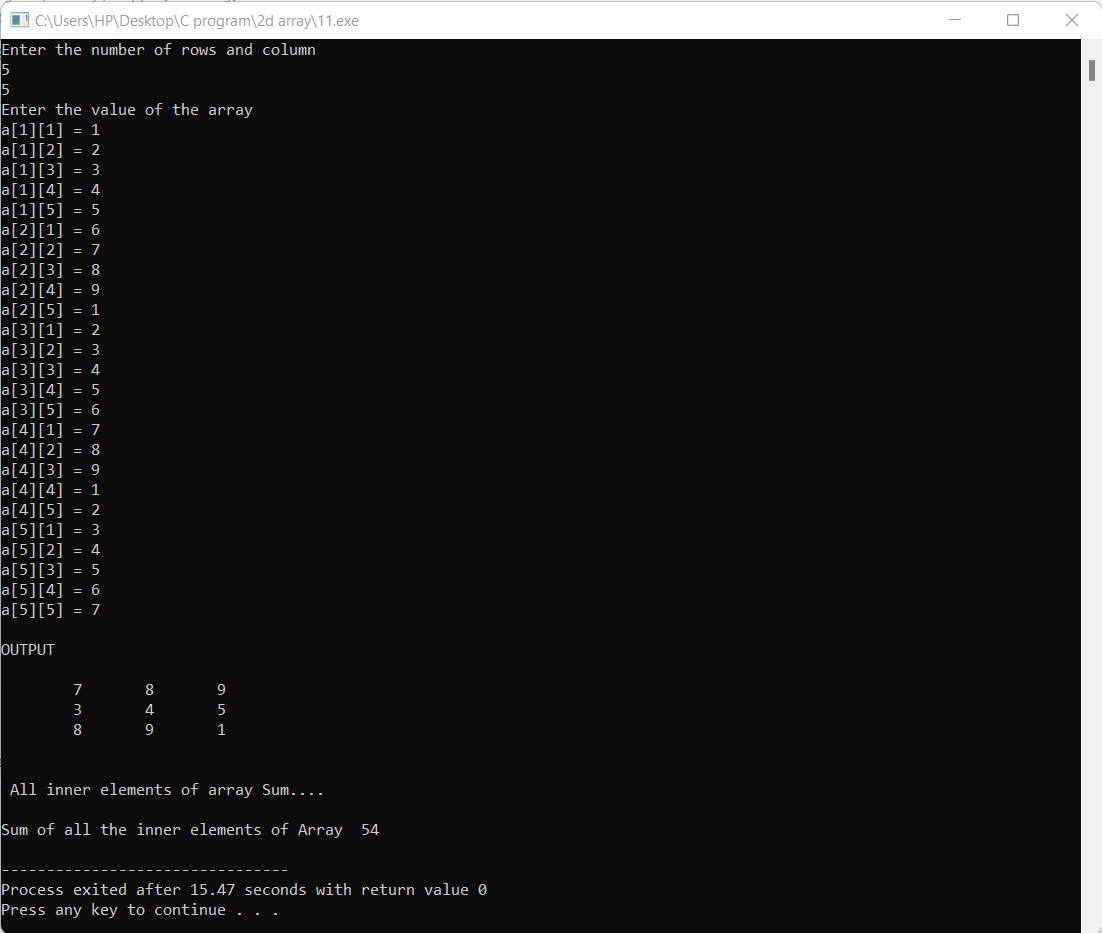 C:\Users\HP\Desktop\C program\2d array\11.exe
Enter the number of rows and column
5
5
Enter the value of the array
a[1][1] = 1
a[1][2] = 2
a[1][3] = 3
a[1][4] = 4
a[1][5] = 5
a[2][1] = 6
a[2][2] = 7
a[2][3] = 8
a[2][4] = 9
a[2][5] = 1
a[3][1] = 2
a[3][2] = 3
a[3][3] = 4
a[3][4] = 5
a[3][5] = 6
a[4][1] = 7
a[4][2] = 8
a[4][3] = 9
a[4][4] = 1
a[4][5] = 2
a[5][1] = 3
a[5][2] = 4
a[5][3] = 5
a[5][4] = 6
a[5][5] = 7
OUTPUT
7 8 9
3 4 5
8 9 1
All inner elements of array Sum....
Sum of all the inner elements of Array  54
--------------------------------
Process exited after 15.47 seconds with return value 0
Press any key to continue . . .